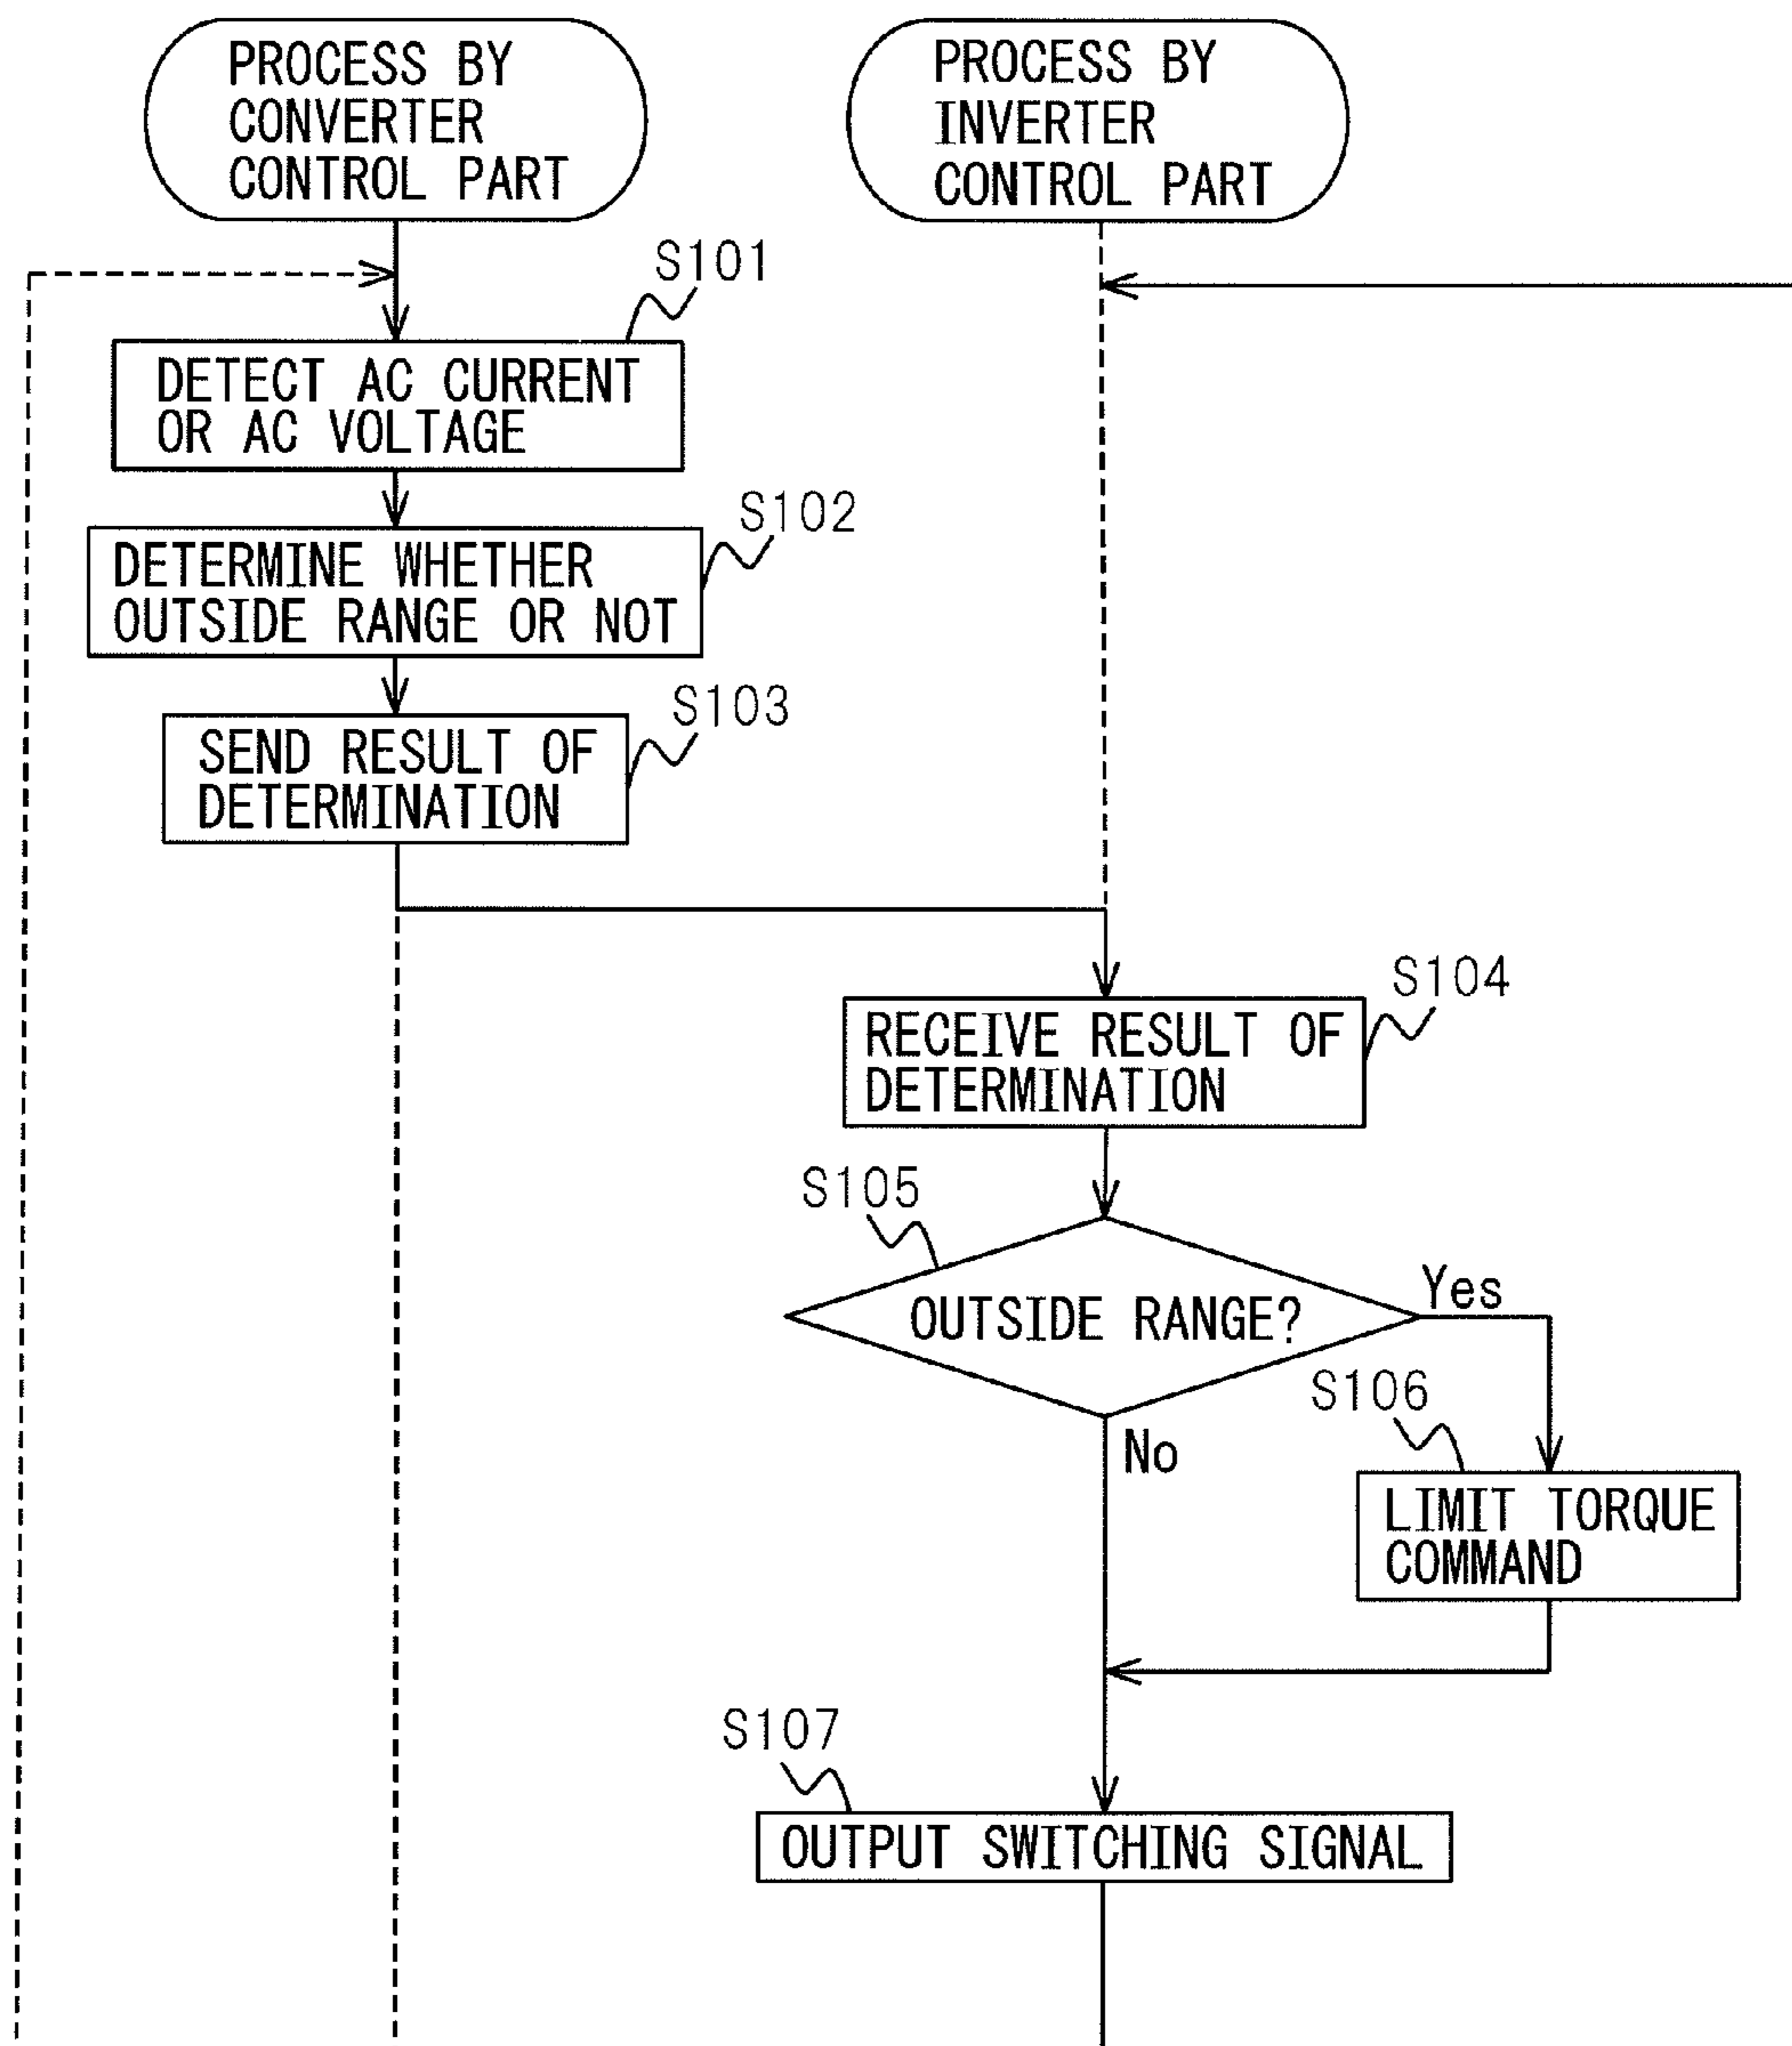 PROCESS BY
CONVERTER
CONTROL PART
PROCESS BY
INVERTER
CONTROL PART
S101
DETECT AC CURRENT
OR AC VOLTAGE
S102
DETERMINE WHETHER
OUTSIDE RANGE OR NOT
S103
SEND RESULT OF
DETERMINATION
S104
RECEIVE RESULT OF
DETERMINATION
S105
OUTSIDE RANGE?
Yes
No
S106
LIMIT TORQUE
COMMAND
S107
OUTPUT SWITCHING SIGNAL